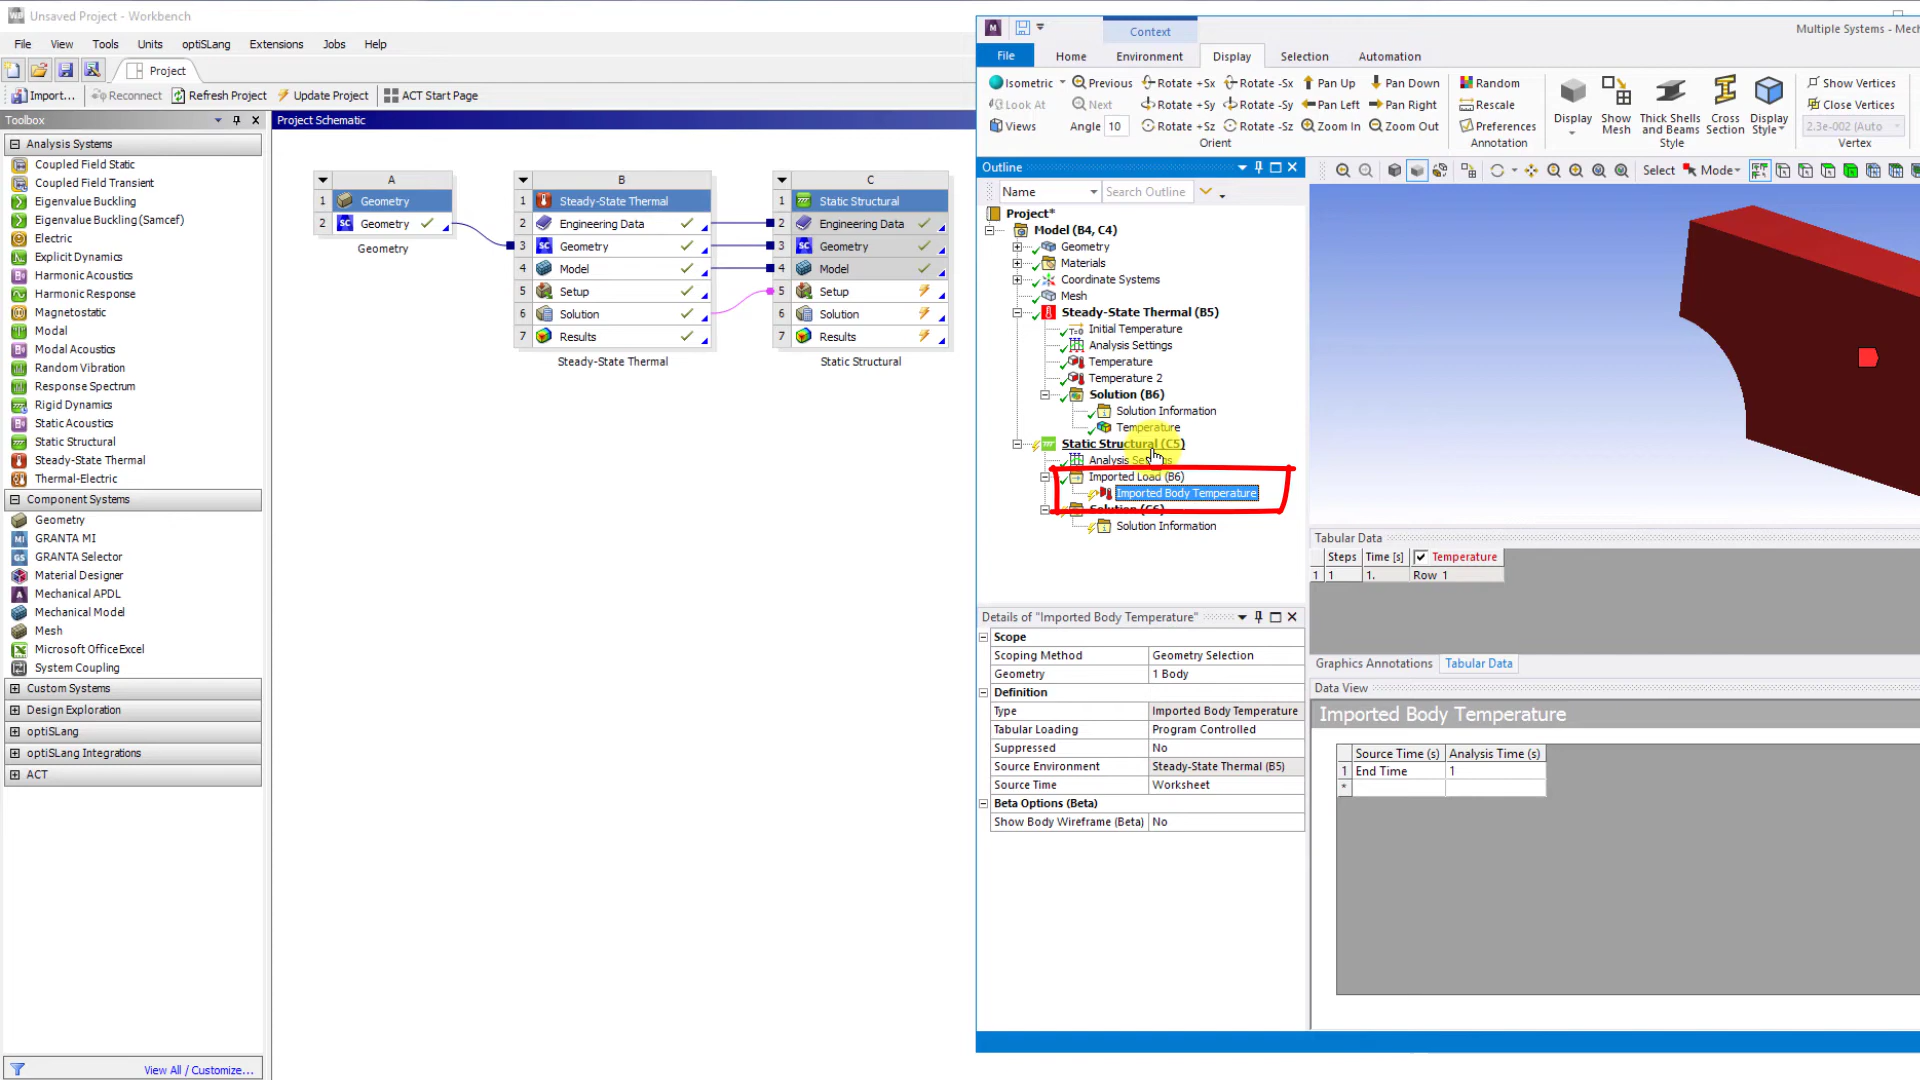 Unsaved Project - Workbench
File View Tools Units optiSLang Extensions Jobs Help
Project
Import... Reconnect Refresh Project Update Project ACT Start Page
Toolbox
Analysis Systems
Coupled Field Static
Coupled Field Transient
Eigenvalue Buckling
Eigenvalue Buckling (Samcef)
Electric
Explicit Dynamics
Harmonic Acoustics
Harmonic Response
Magnetostatic
Modal
Modal Acoustics
Random Vibration
Response Spectrum
Rigid Dynamics
Static Acoustics
Static Structural
Steady-State Thermal
Thermal-Electric
Component Systems
Geometry
GRANTA MI
GRANTA Selector
Material Designer
Mechanical APDL
Mechanical Model
Mesh
Microsoft Office Excel
System Coupling
Custom Systems
Design Exploration
optiSLang
optiSLang Integrations
ACT
View All / Customize...
Project Schematic
A
1 Geometry
2 Geometry
Geometry
B
1 Steady-State Thermal
2 Engineering Data
3 Geometry
4 Model
5 Setup
6 Solution
7 Results
Steady-State Thermal
C
1 Static Structural
2 Engineering Data
3 Geometry
4 Model
5 Setup
6 Solution
7 Results
Static Structural
Context
Multiple Systems - Mech
File Home Environment Display Selection Automation
Isometric Previous Rotate +Sx Rotate -Sx Pan Up Pan Down
Look At Next Rotate +Sy Rotate -Sy Pan Left Pan Right
Views Angle 10 Rotate +Sz Rotate -Sz Zoom In Zoom Out
Orient
Random
Rescale
Preferences
Annotation
Display
Show Mesh
Thick Shells and Beams
Cross Section
Display Style
Style
Show Vertices
Close Vertices
2.3e-002 (Auto
Vertex
Outline
Name Search Outline
Select Mode
Project*
Model (B4, C4)
Geometry
Materials
Coordinate Systems
Mesh
Steady-State Thermal (B5)
Initial Temperature
Analysis Settings
Temperature
Temperature 2
Solution (B6)
Solution Information
Temperature
Static Structural (C5)
Analysis Settings
Imported Load (B6)
Imported Body Temperature
Solution (C6)
Solution Information
Details of "Imported Body Temperature"
Scope
Scoping Method Geometry Selection
Geometry 1 Body
Definition
Type Imported Body Temperature
Tabular Loading Program Controlled
Suppressed No
Source Environment Steady-State Thermal (B5)
Source Time Worksheet
Beta Options (Beta)
Show Body Wireframe (Beta) No
Tabular Data
Steps Time [s] Temperature
1 1 1. Row 1
Graphics Annotations Tabular Data
Data View
Imported Body Temperature
Source Time (s) Analysis Time (s)
1 End Time 1
*